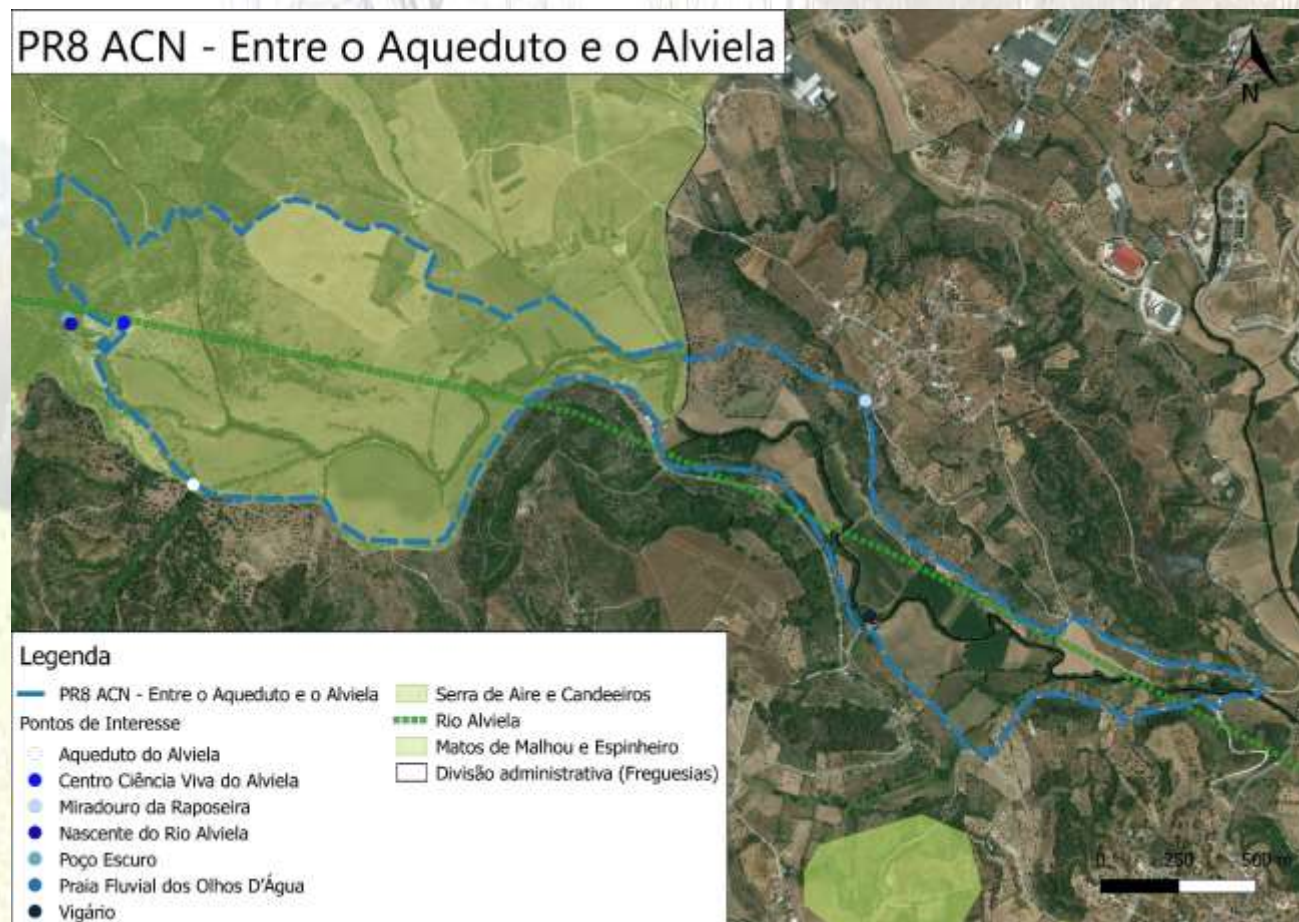 PR8 ACN - Entre o Aqueduto e o Alviela
N
Legenda
PR8 ACN - Entre o Aqueduto e o Alviela
Pontos de Interesse
Aqueduto do Alviela
Centro Ciência Viva do Alviela
Miradouro da Raposeira
Nascente do Rio Alviela
Poço Escuro
Praia Fluvial dos Olhos D'Água
Vigário
Serra de Aire e Candeeiros
Rio Alviela
Matos de Malhou e Espinheiro
Divisão administrativa (Freguesias)
0 250 500 m